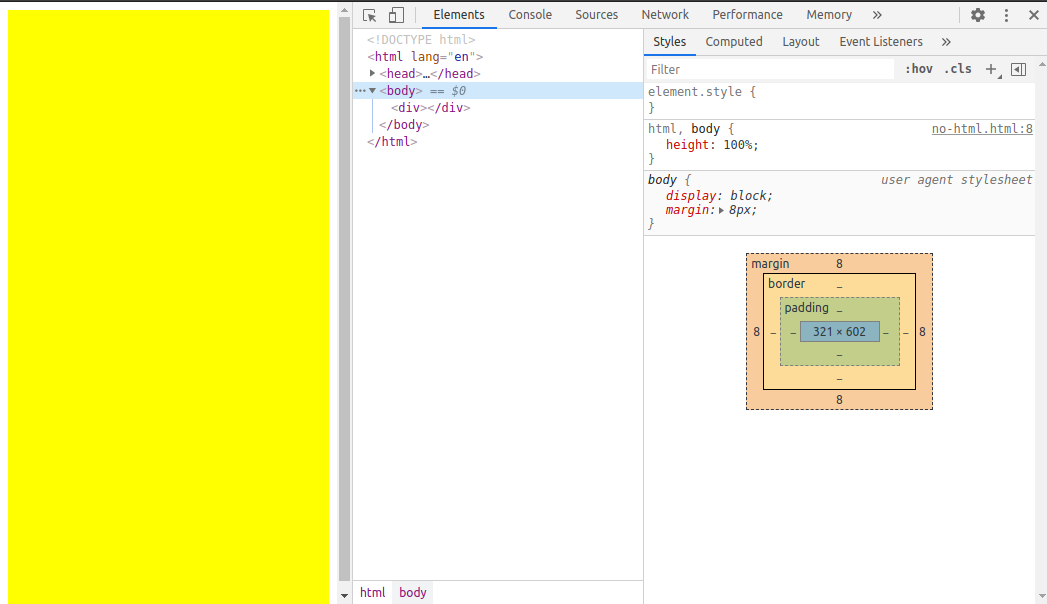 Elements Console Sources Network Performance Memory »
<!DOCTYPE html>
<html lang="en">
<head>…</head>
<body> == $0
<div></div>
</body>
</html>
html body
Styles Computed Layout Event Listeners »
Filter :hov .cls +
element.style {
}
html, body { no-html.html:8
height: 100%;
}
body { user agent stylesheet
display: block;
margin: 8px;
}
margin 8
border –
padding –
8 – – 321 × 602 – – 8
–
–
8